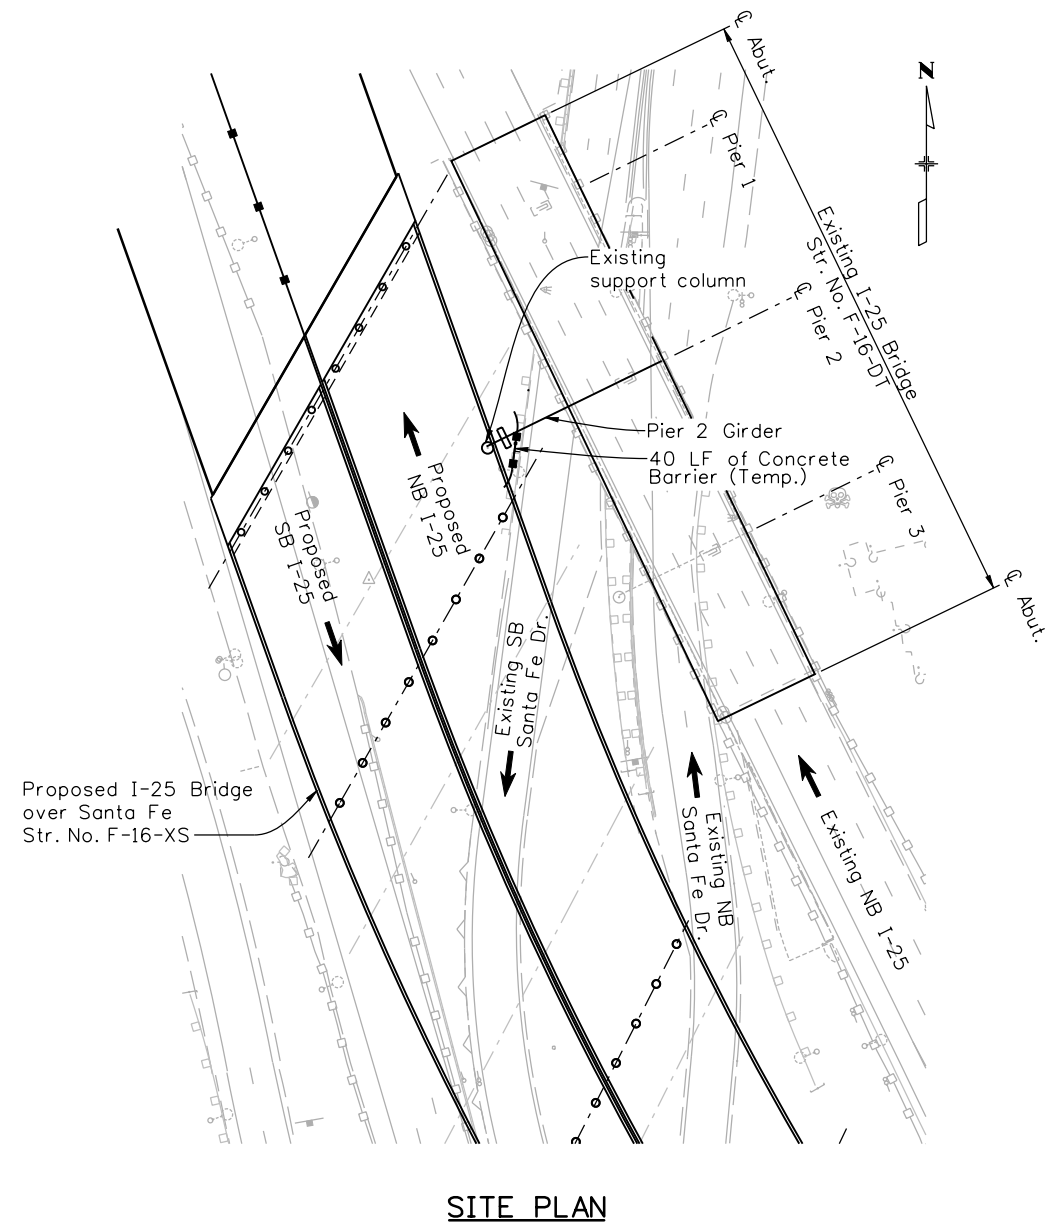 ℄ Abut.
N
℄ Pier 1
Existing I-25 Bridge
Str. No. F-16-DT
Existing
support column
℄ Pier 2
Pier 2 Girder
40 LF of Concrete
Barrier (Temp.)
Proposed
NB I-25
℄ Pier 3
Proposed
SB I-25
℄ Abut.
Existing SB
Santa Fe Dr.
Proposed I-25 Bridge
over Santa Fe
Str. No. F-16-XS
Existing NB
Santa Fe Dr.
Existing NB I-25
SITE PLAN